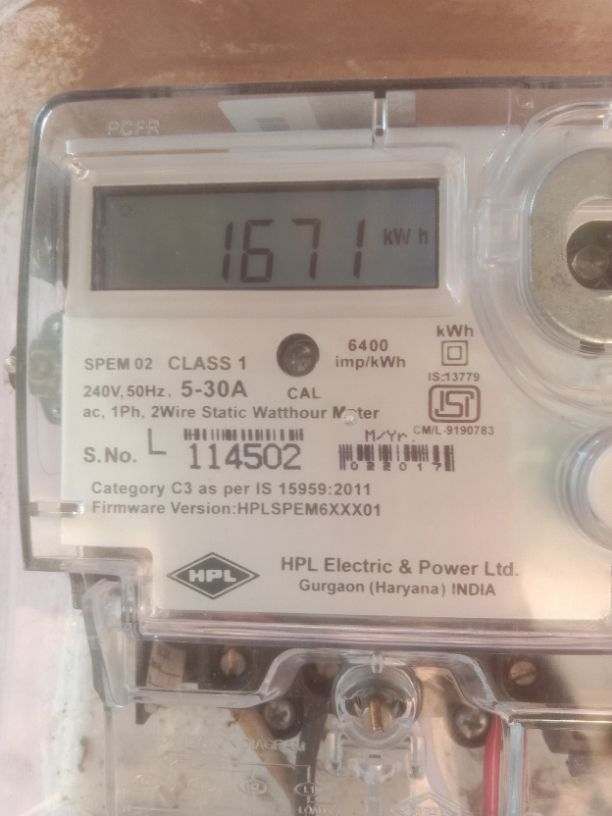 1671 kWh
6400
imp/kWh
kWh
SPEM 02 CLASS 1
IS:13779
240V, 50Hz, 5-30A
CAL
ac, 1Ph, 2Wire Static Watthour Meter
CM/L-9190783
M/Yr.
S.No. L 114502
022017
Category C3 as per IS 15959:2011
Firmware Version:HPLSPEM6XXX01
HPL
HPL Electric & Power Ltd.
Gurgaon (Haryana) INDIA